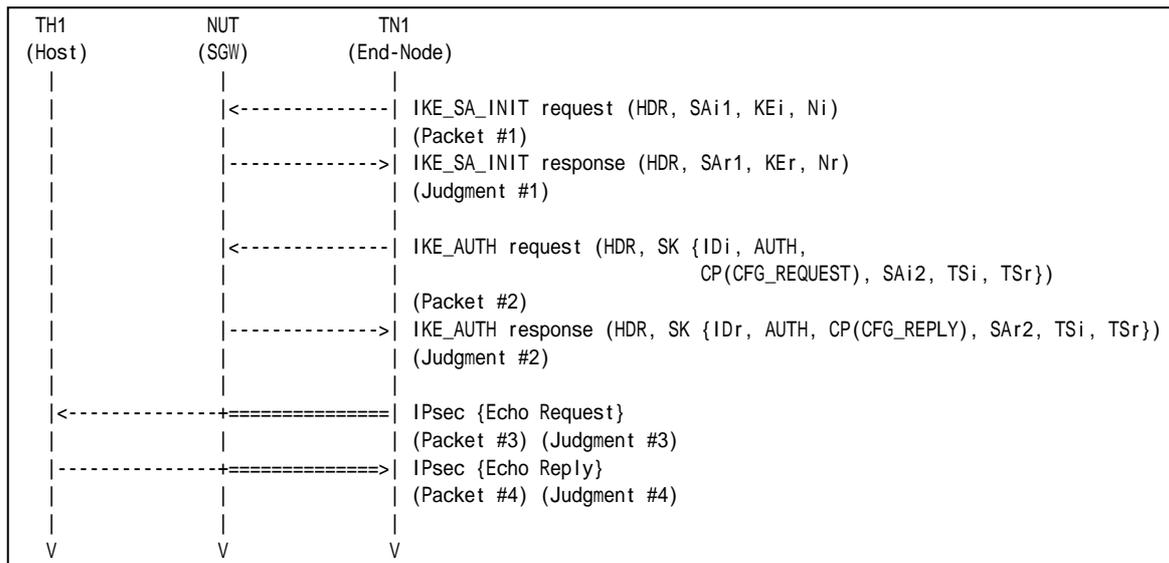 TH1 NUT TN1
(Host) (SGW) (End-Node)
| | |
| |<--------------| IKE_SA_INIT request (HDR, SAi1, KEi, Ni)
| | | (Packet #1)
| |-------------->| IKE_SA_INIT response (HDR, SAr1, KEr, Nr)
| | | (Judgment #1)
| | |
| |<--------------| IKE_AUTH request (HDR, SK {IDi, AUTH,
| | | CP(CFG_REQUEST), SAi2, TSi, TSr})
| | | (Packet #2)
| |-------------->| IKE_AUTH response (HDR, SK {IDr, AUTH, CP(CFG_REPLY), SAr2, TSi, TSr})
| | | (Judgment #2)
| | |
|<--------------+===============| IPsec {Echo Request}
| | | (Packet #3) (Judgment #3)
|---------------+==============>| IPsec {Echo Reply}
| | | (Packet #4) (Judgment #4)
| | |
V V V